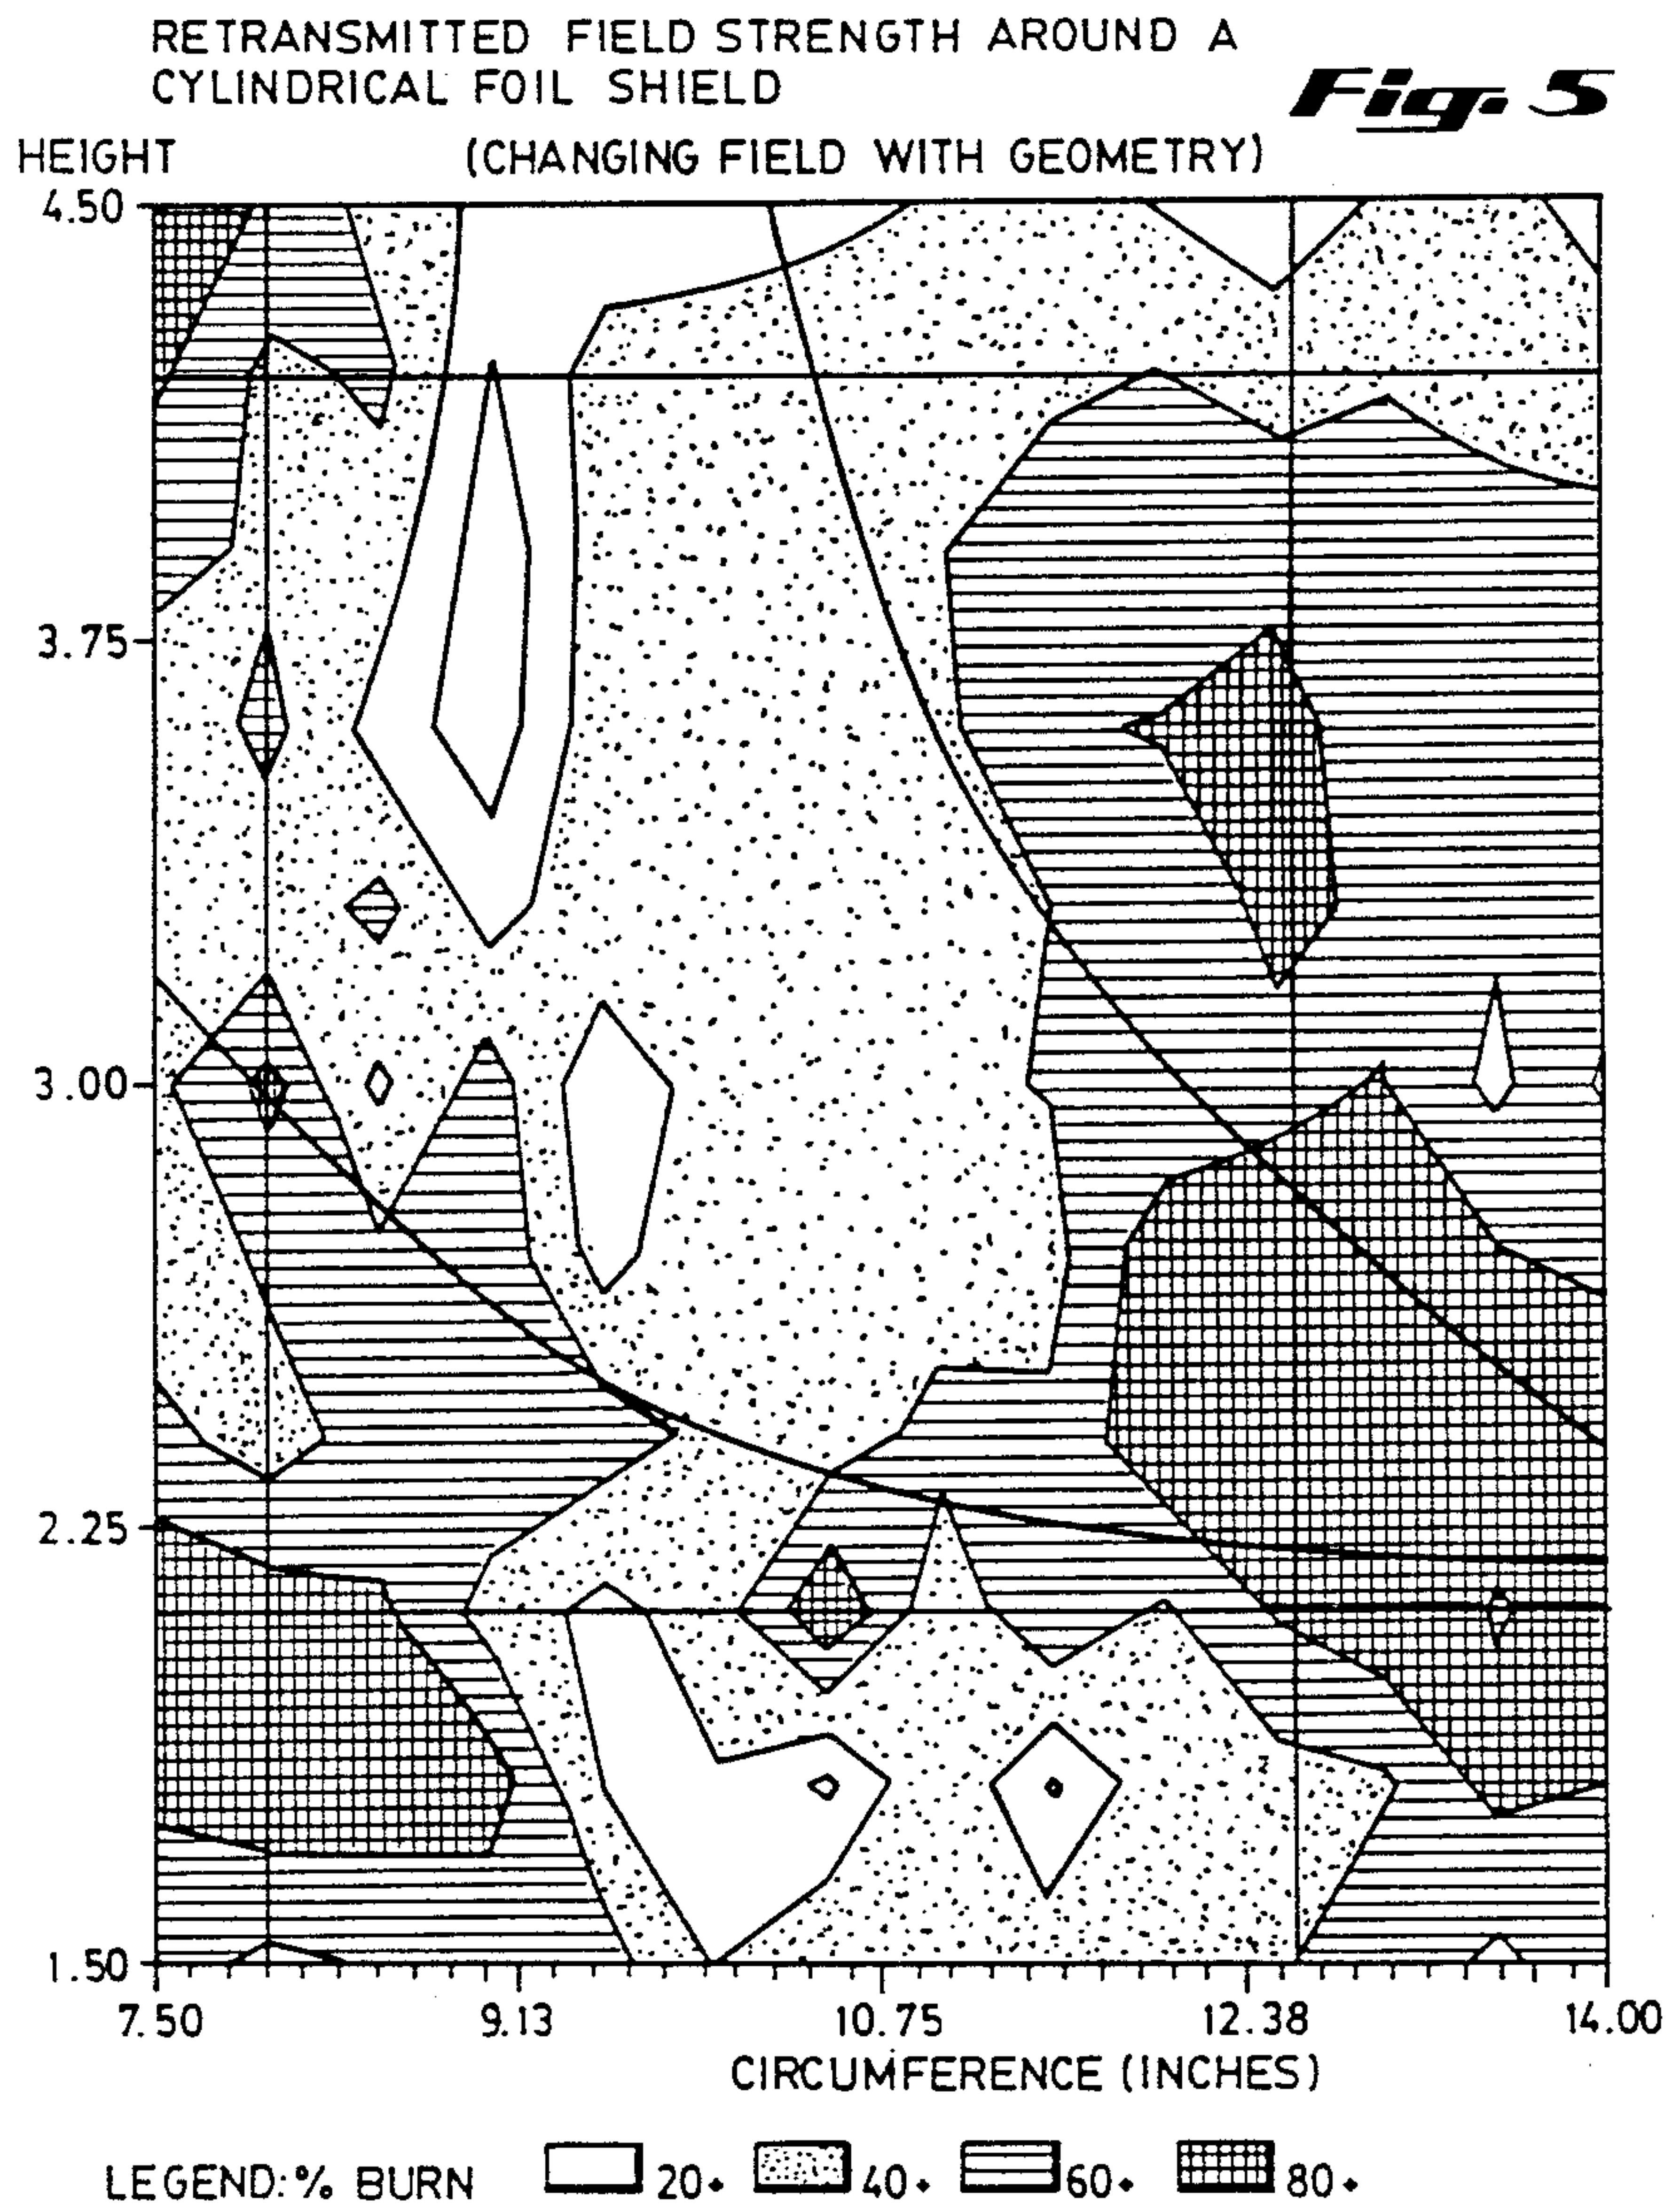 RETRANSMITTED FIELD STRENGTH AROUND A
CYLINDRICAL FOIL SHIELD
Fig. 5
HEIGHT
(CHANGING FIELD WITH GEOMETRY)
4.50
3.75
3.00
2.25
1.50
7.50 9.13 10.75 12.38 14.00
CIRCUMFERENCE (INCHES)
LEGEND: % BURN 20+ 40+ 60+ 80+